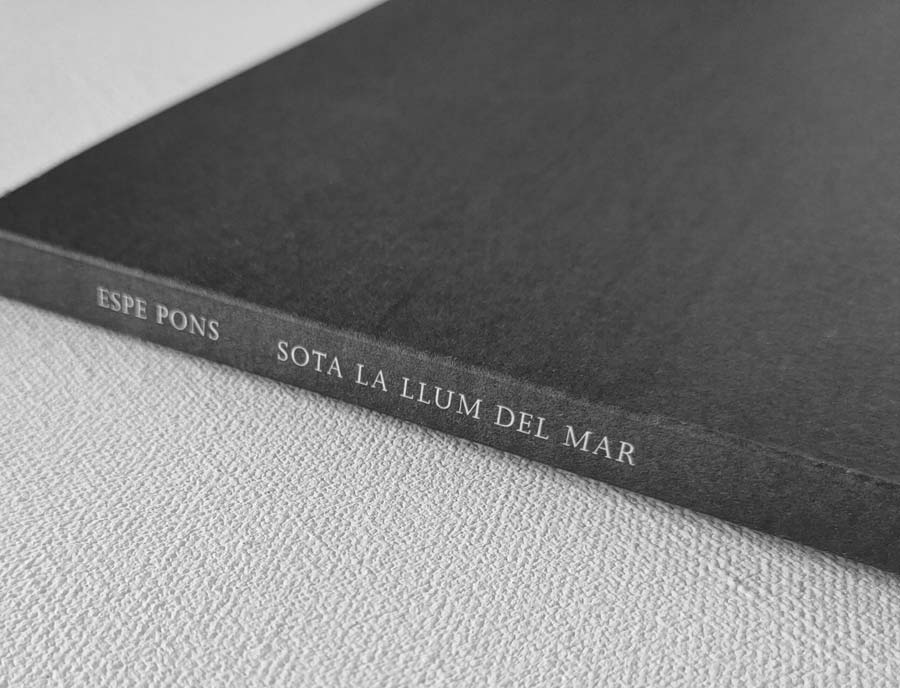 ESPE PONS SOTA LA LLUM DEL MAR